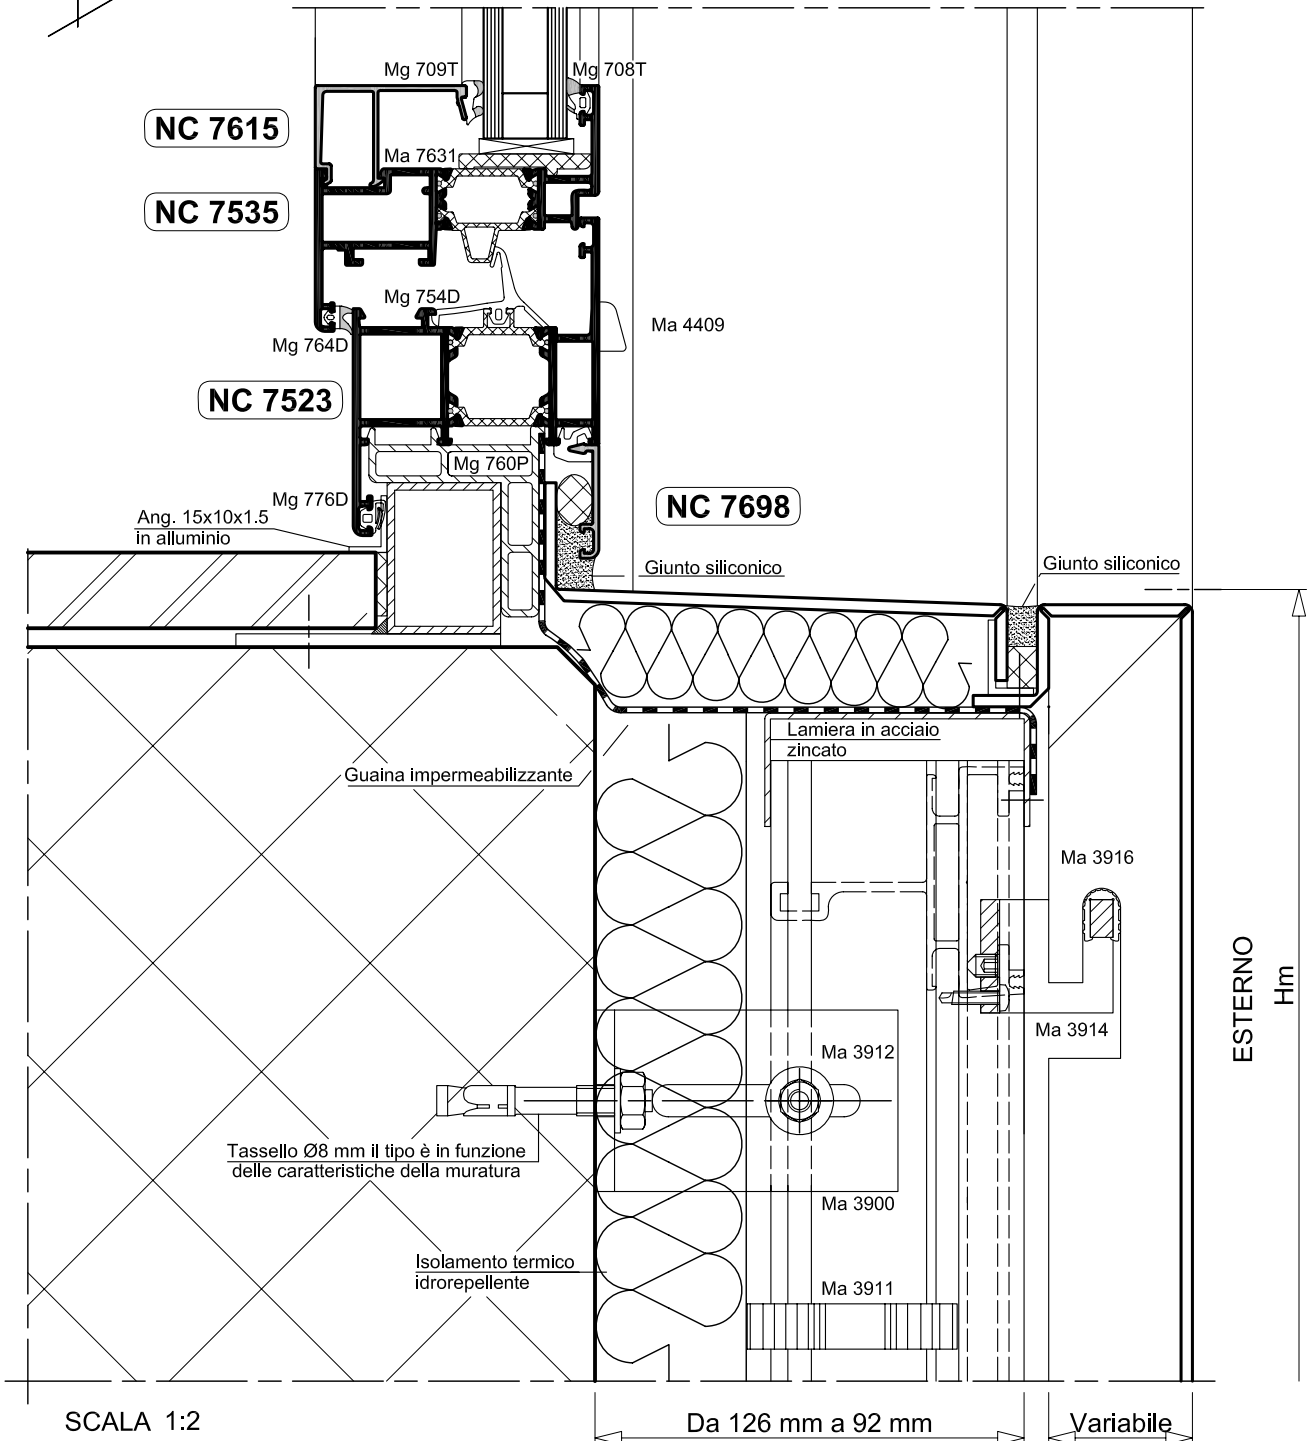 Mg 709T
Mg 708T
NC 7615
Ma 7631
NC 7535
Mg 754D
Ma 4409
Mg 764D
NC 7523
Mg 760P
Mg 776D
NC 7698
Ang. 15x10x1.5
in alluminio
Giunto siliconico
Giunto siliconico
Lamiera in acciaio
zincato
Guaina impermeabilizzante
Ma 3916
ESTERNO
Hm
Ma 3914
Ma 3912
Tassello Ø8 mm il tipo è in funzione
delle caratteristiche della muratura
Ma 3900
Isolamento termico
idrorepellente
Ma 3911
SCALA 1:2
Da 126 mm a 92 mm
Variabile